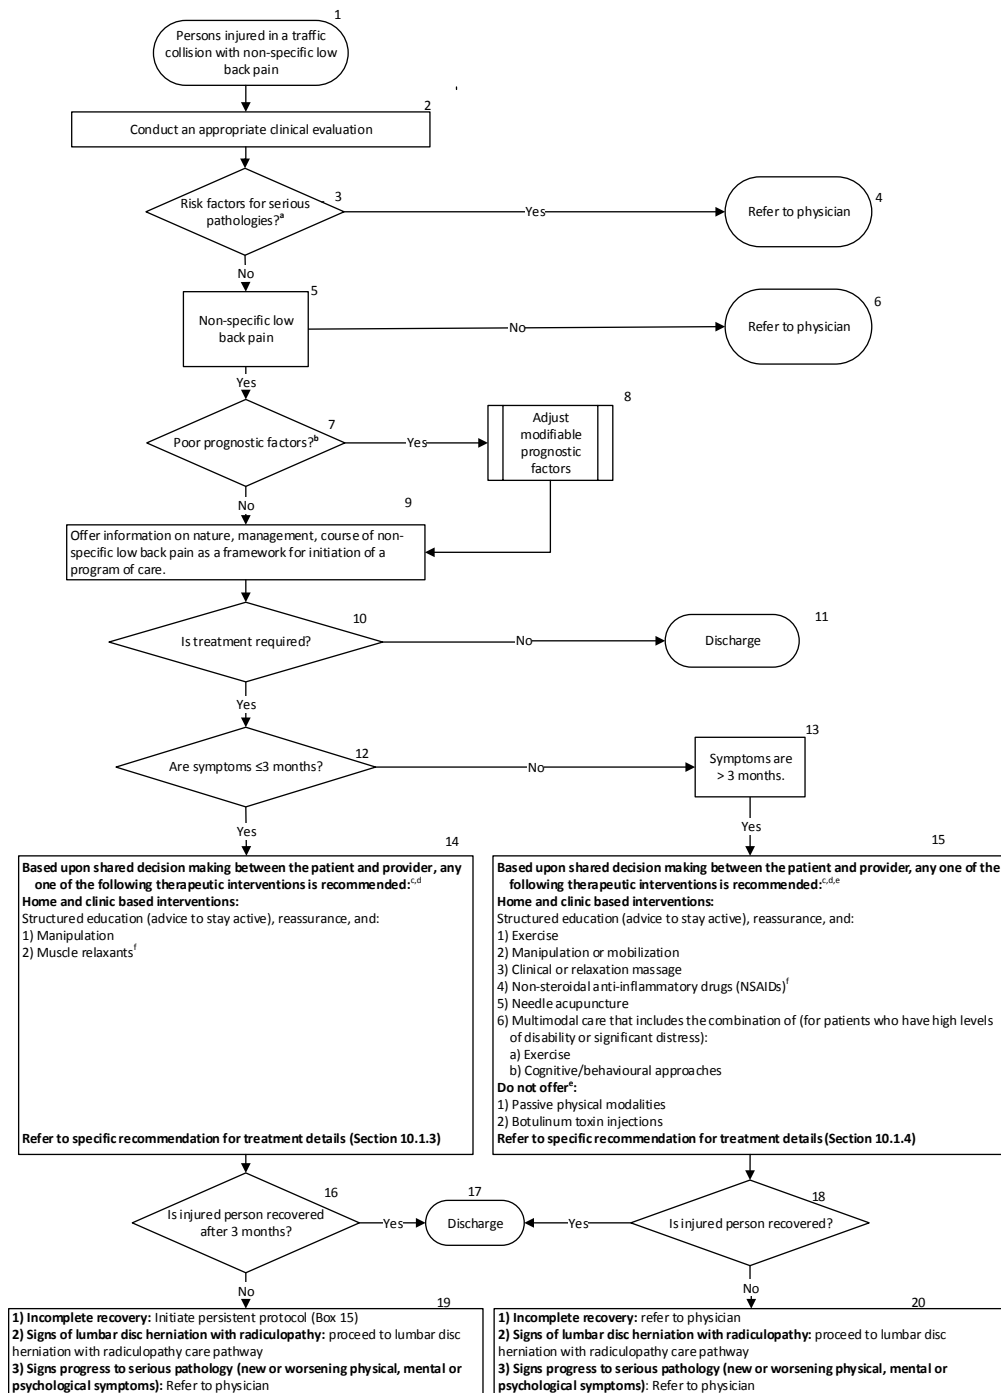 1
Persons injured in a traffic
collision with non-specific low
back pain
2
Conduct an appropriate clinical evaluation
3
Risk factors for serious
pathologies?ᵃ
Yes
4
Refer to physician
No
5
Non-specific low
back pain
No
6
Refer to physician
Yes
7
Poor prognostic factors?ᵇ
Yes
8
Adjust
modifiable
prognostic
factors
No
9
Offer information on nature, management, course of non-
specific low back pain as a framework for initiation of a
program of care.
10
Is treatment required?
No
11
Discharge
Yes
12
Are symptoms ≤3 months?
No
13
Symptoms are
> 3 months.
Yes
Yes
14
Based upon shared decision making between the patient and provider, any
one of the following therapeutic interventions is recommended:ᶜ,ᵈ
Home and clinic based interventions:
Structured education (advice to stay active), reassurance, and:
1) Manipulation
2) Muscle relaxantsᶠ
Refer to specific recommendation for treatment details (Section 10.1.3)
15
Based upon shared decision making between the patient and provider, any one of the
following therapeutic interventions is recommended:ᶜ,ᵈ,ᵉ
Home and clinic based interventions:
Structured education (advice to stay active), reassurance, and:
1) Exercise
2) Manipulation or mobilization
3) Clinical or relaxation massage
4) Non-steroidal anti-inflammatory drugs (NSAIDs)ᶠ
5) Needle acupuncture
6) Multimodal care that includes the combination of (for patients who have high levels
of disability or significant distress):
a) Exercise
b) Cognitive/behavioural approaches
Do not offerᵉ:
1) Passive physical modalities
2) Botulinum toxin injections
Refer to specific recommendation for treatment details (Section 10.1.4)
16
Is injured person recovered
after 3 months?
Yes
17
Discharge
Yes
18
Is injured person recovered?
No
No
19
1) Incomplete recovery: Initiate persistent protocol (Box 15)
2) Signs of lumbar disc herniation with radiculopathy: proceed to lumbar disc
herniation with radiculopathy care pathway
3) Signs progress to serious pathology (new or worsening physical, mental or
psychological symptoms): Refer to physician
20
1) Incomplete recovery: refer to physician
2) Signs of lumbar disc herniation with radiculopathy: proceed to lumbar disc
herniation with radiculopathy care pathway
3) Signs progress to serious pathology (new or worsening physical, mental or
psychological symptoms): Refer to physician